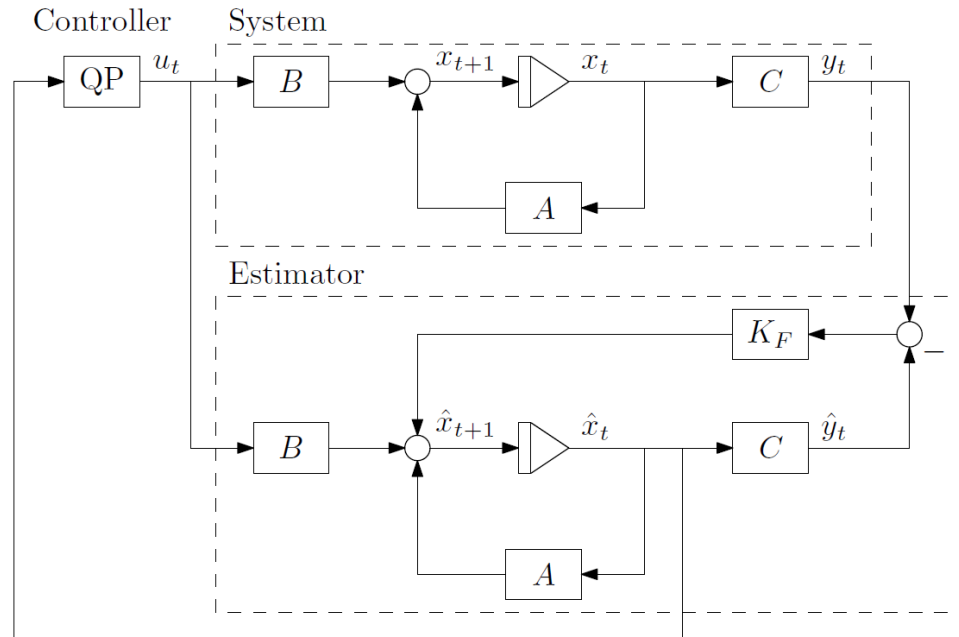 Controller
System
QP
u_t
B
x_{t+1}
x_t
C
y_t
A
Estimator
K_F
−
B
x̂_{t+1}
x̂_t
C
ŷ_t
A